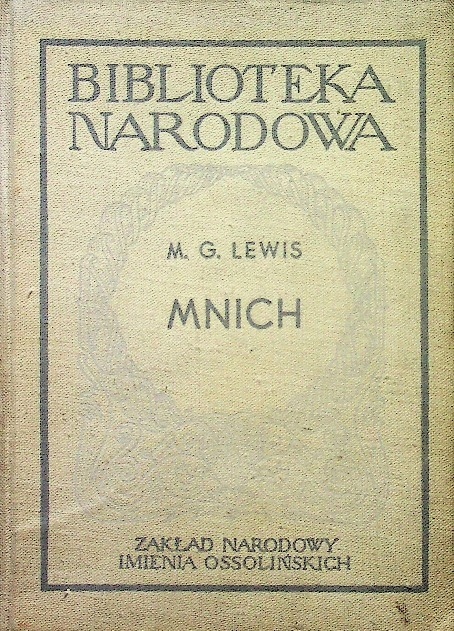 BIBLIOTEKA
NARODOWA
M. G. LEWIS
MNICH
ZAKŁAD NARODOWY
IMIENIA OSSOLIŃSKICH